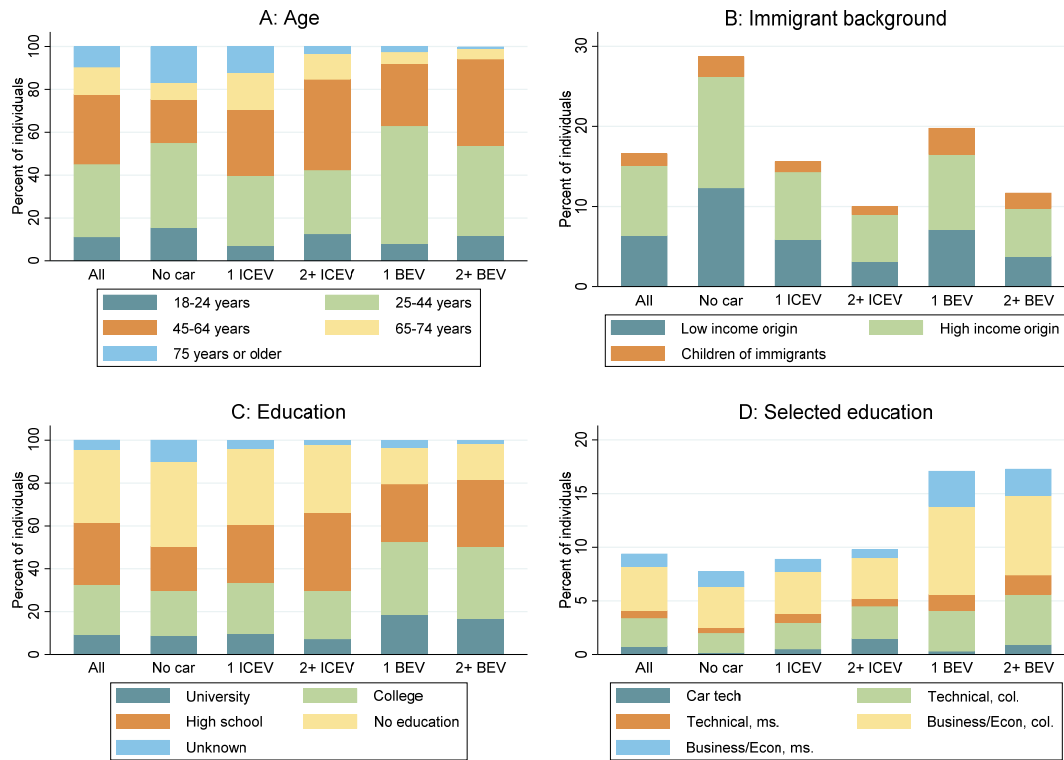 A: Age
Percent of individuals
100
80
60
40
20
0
All No car 1 ICEV 2+ ICEV 1 BEV 2+ BEV
18-24 years 25-44 years
45-64 years 65-74 years
75 years or older
B: Immigrant background
Percent of individuals
30
20
10
0
All No car 1 ICEV 2+ ICEV 1 BEV 2+ BEV
Low income origin High income origin
Children of immigrants
C: Education
Percent of individuals
100
80
60
40
20
0
All No car 1 ICEV 2+ ICEV 1 BEV 2+ BEV
University College
High school No education
Unknown
D: Selected education
Percent of individuals
20
15
10
5
0
All No car 1 ICEV 2+ ICEV 1 BEV 2+ BEV
Car tech Technical, col.
Technical, ms. Business/Econ, col.
Business/Econ, ms.